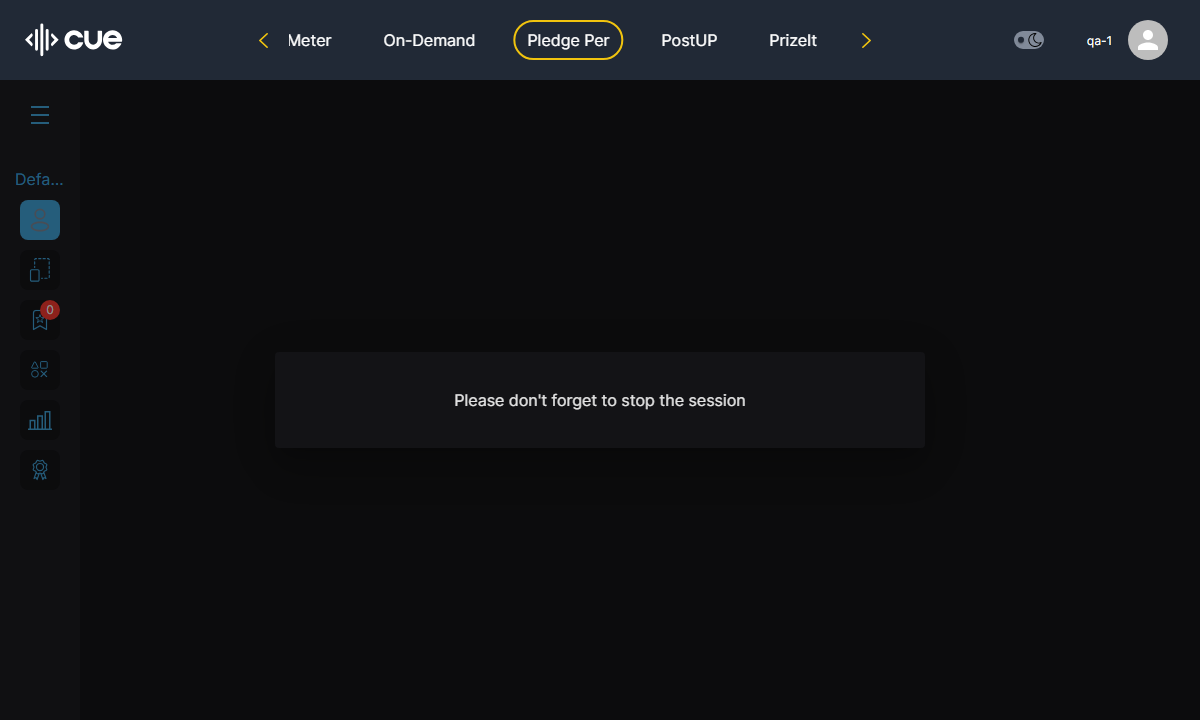 cue
Meter
On-Demand
Pledge Per
PostUP
PrizeIt
qa-1
Defa...
0
Please don't forget to stop the session